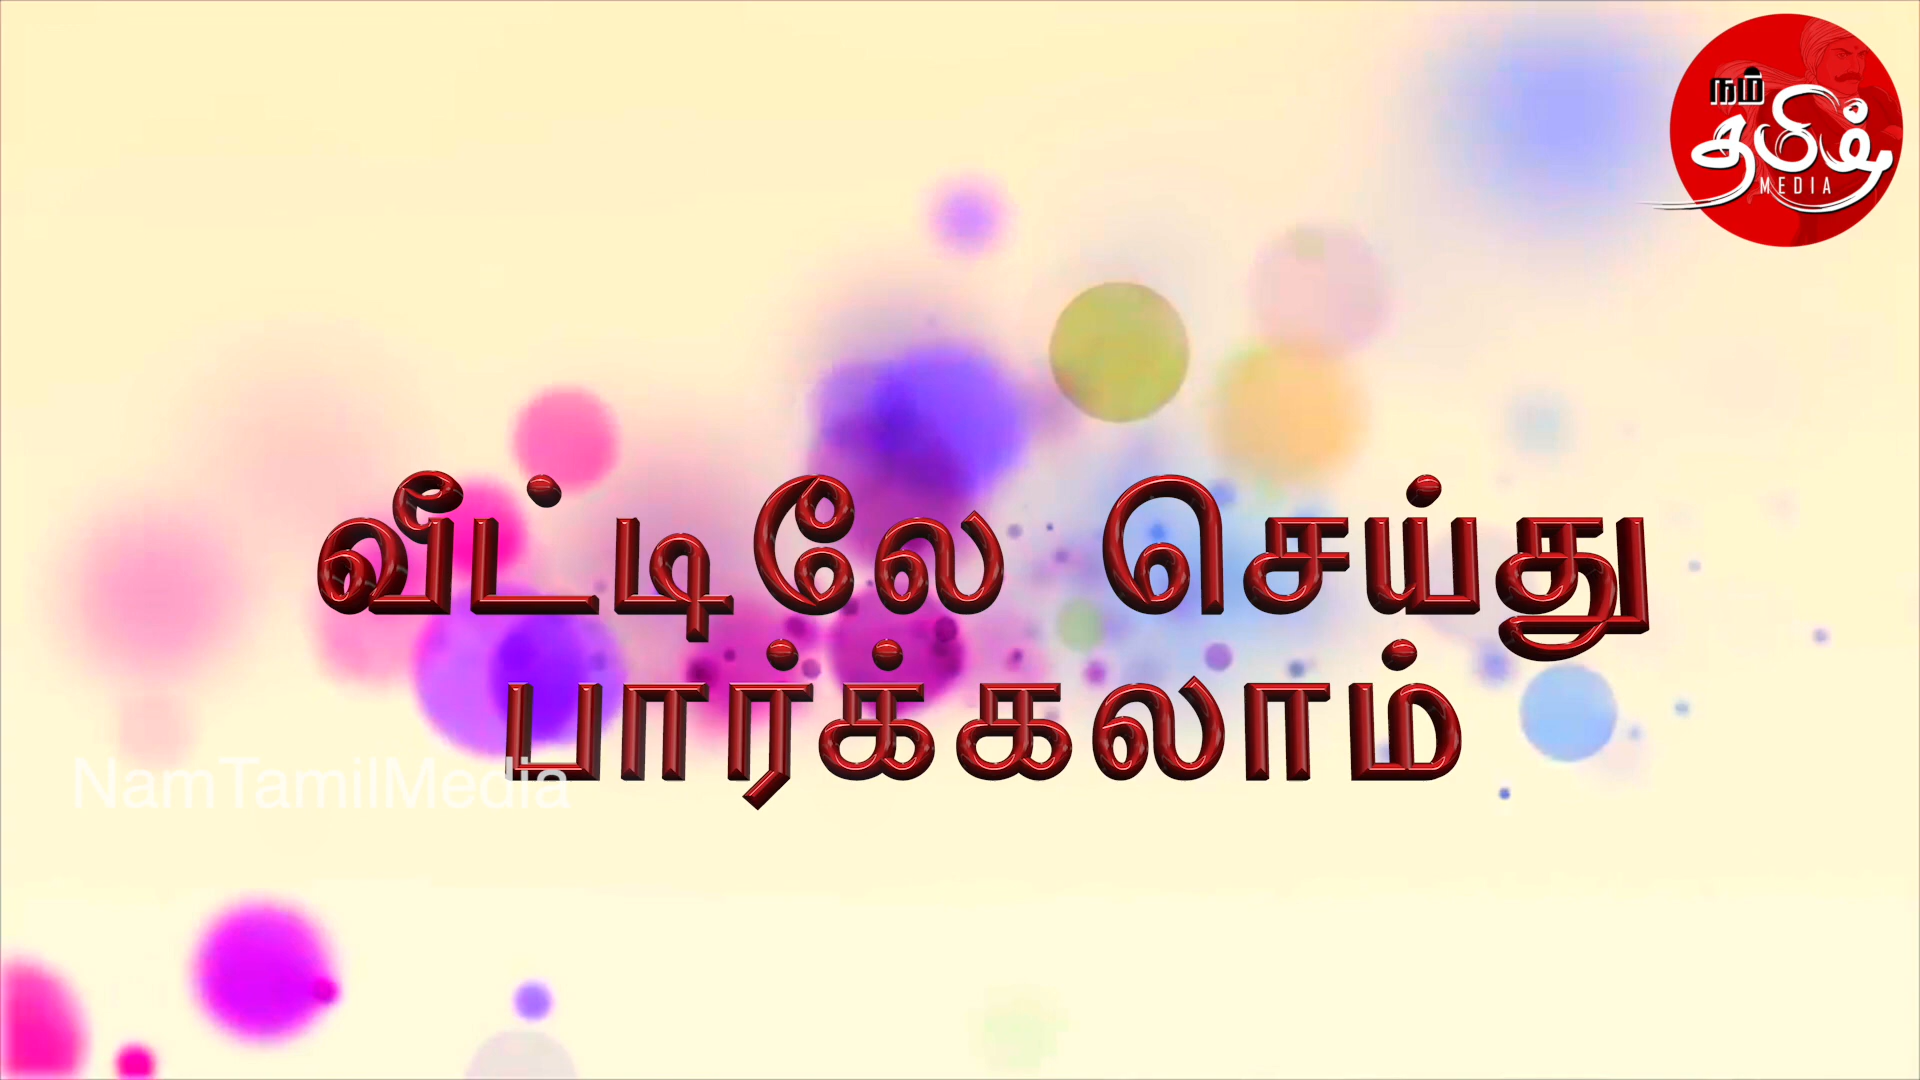 நம்
தமிழ்
MEDIA
வீட்டிலே செய்து
பார்க்கலாம்
NamTamilMedia